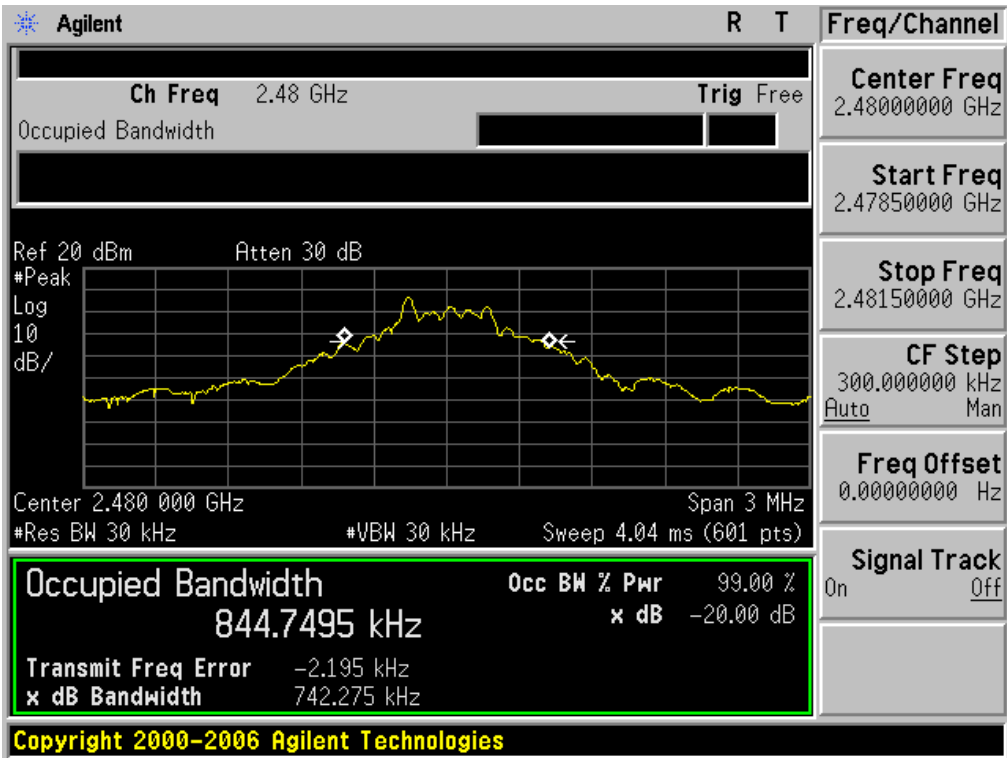 Agilent R T Freq/Channel
Ch Freq 2.48 GHz Trig Free
Occupied Bandwidth
Center Freq
2.48000000 GHz
Start Freq
2.47850000 GHz
Stop Freq
2.48150000 GHz
CF Step
300.000000 kHz
Auto Man
Freq Offset
0.00000000 Hz
Signal Track
On Off
Ref 20 dBm Atten 30 dB
#Peak
Log
10
dB/
Center 2.480 000 GHz Span 3 MHz
#Res BW 30 kHz #VBW 30 kHz Sweep 4.04 ms (601 pts)
Occupied Bandwidth Occ BW % Pwr 99.00 %
844.7495 kHz x dB -20.00 dB
Transmit Freq Error -2.195 kHz
x dB Bandwidth 742.275 kHz
Copyright 2000-2006 Agilent Technologies